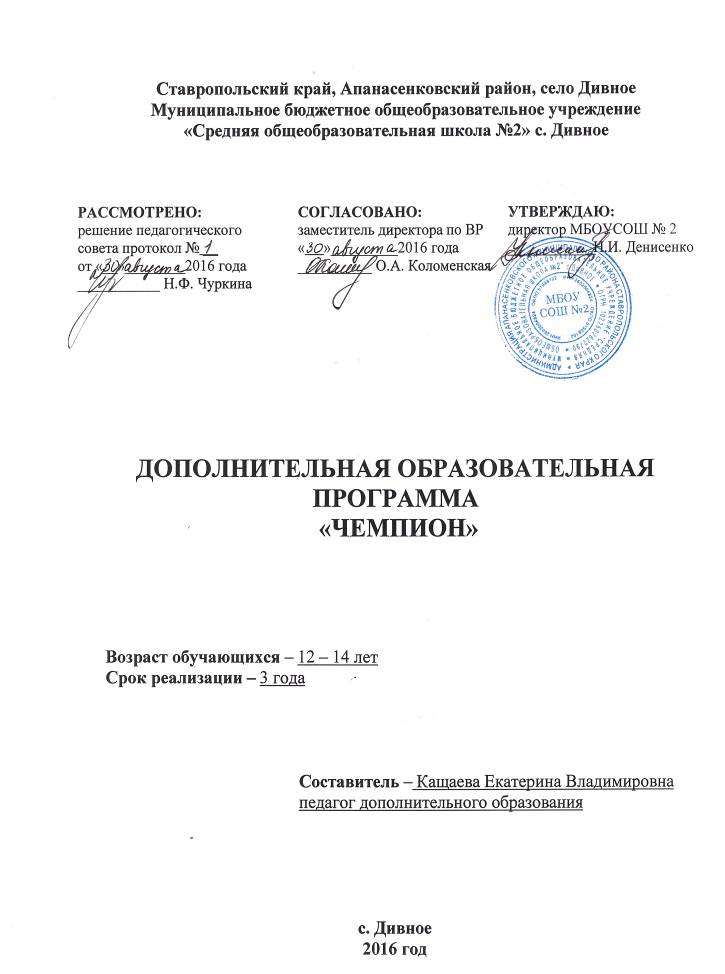 Ставропольский край, Апанасенковский район, село Дивное
Муниципальное бюджетное общеобразовательное учреждение
«Средняя общеобразовательная школа №2» с. Дивное
РАССМОТРЕНО:
решение педагогического
совета протокол № 1
от «30» августа 2016 года
Н.Ф. Чуркина
СОГЛАСОВАНО:
заместитель директора по ВР
«30» августа 2016 года
О.А. Коломенская
УТВЕРЖДАЮ:
директор МБОУСОШ № 2
Н.И. Денисенко
МБОУ
СОШ №2
ДОПОЛНИТЕЛЬНАЯ ОБРАЗОВАТЕЛЬНАЯ
ПРОГРАММА
«ЧЕМПИОН»
Возраст обучающихся – 12 – 14 лет
Срок реализации – 3 года
Составитель – Кащаева Екатерина Владимировна
педагог дополнительного образования
с. Дивное
2016 год